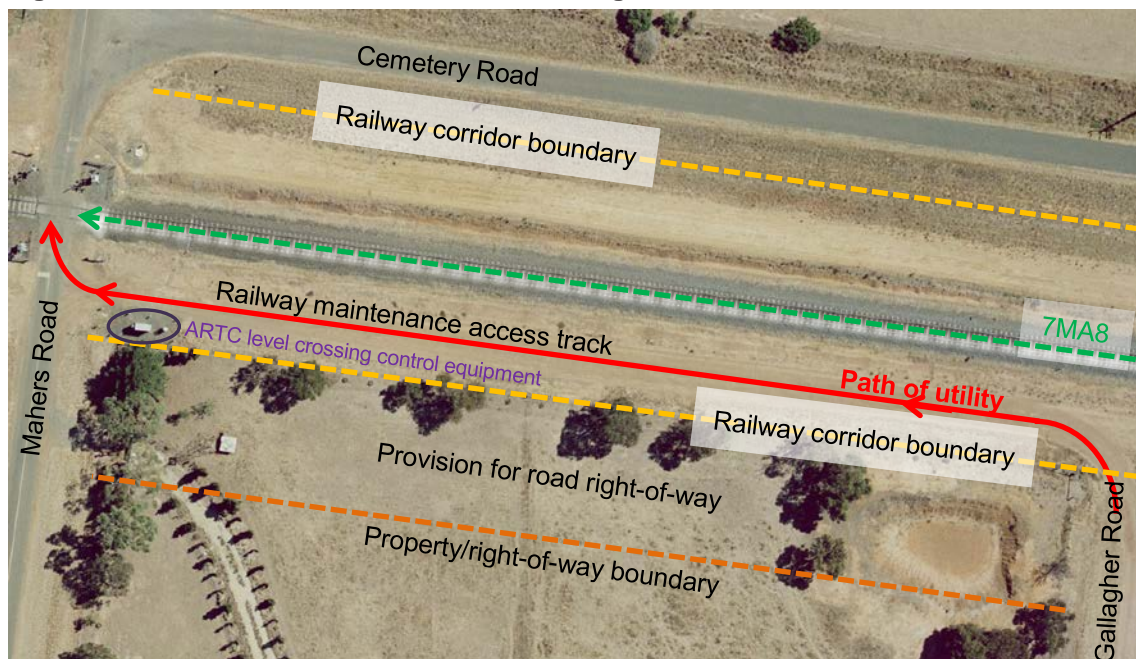 Cemetery Road
Railway corridor boundary
7MA8
Railway maintenance access track
ARTC level crossing control equipment
Path of utility
Mahers Road
Railway corridor boundary
Provision for road right-of-way
Property/right-of-way boundary
Gallagher Road